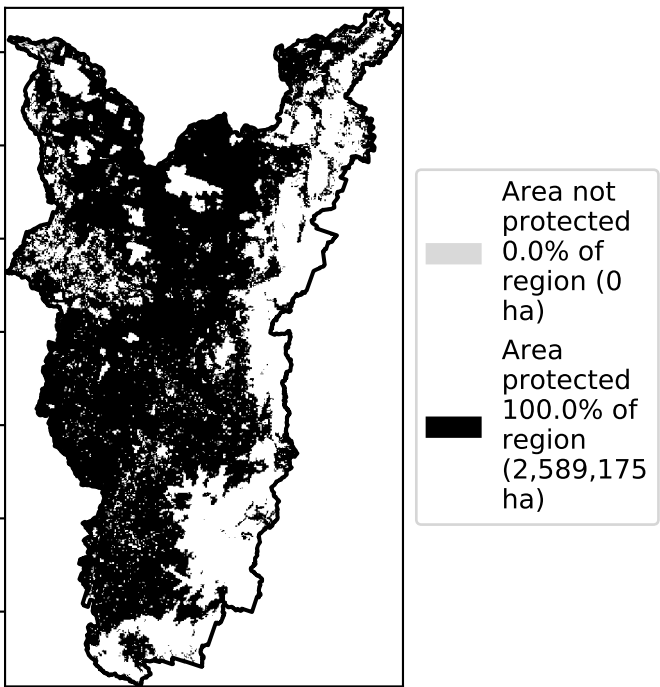 Area not
protected
0.0% of
region (0
ha)
Area
protected
100.0% of
region
(2,589,175
ha)